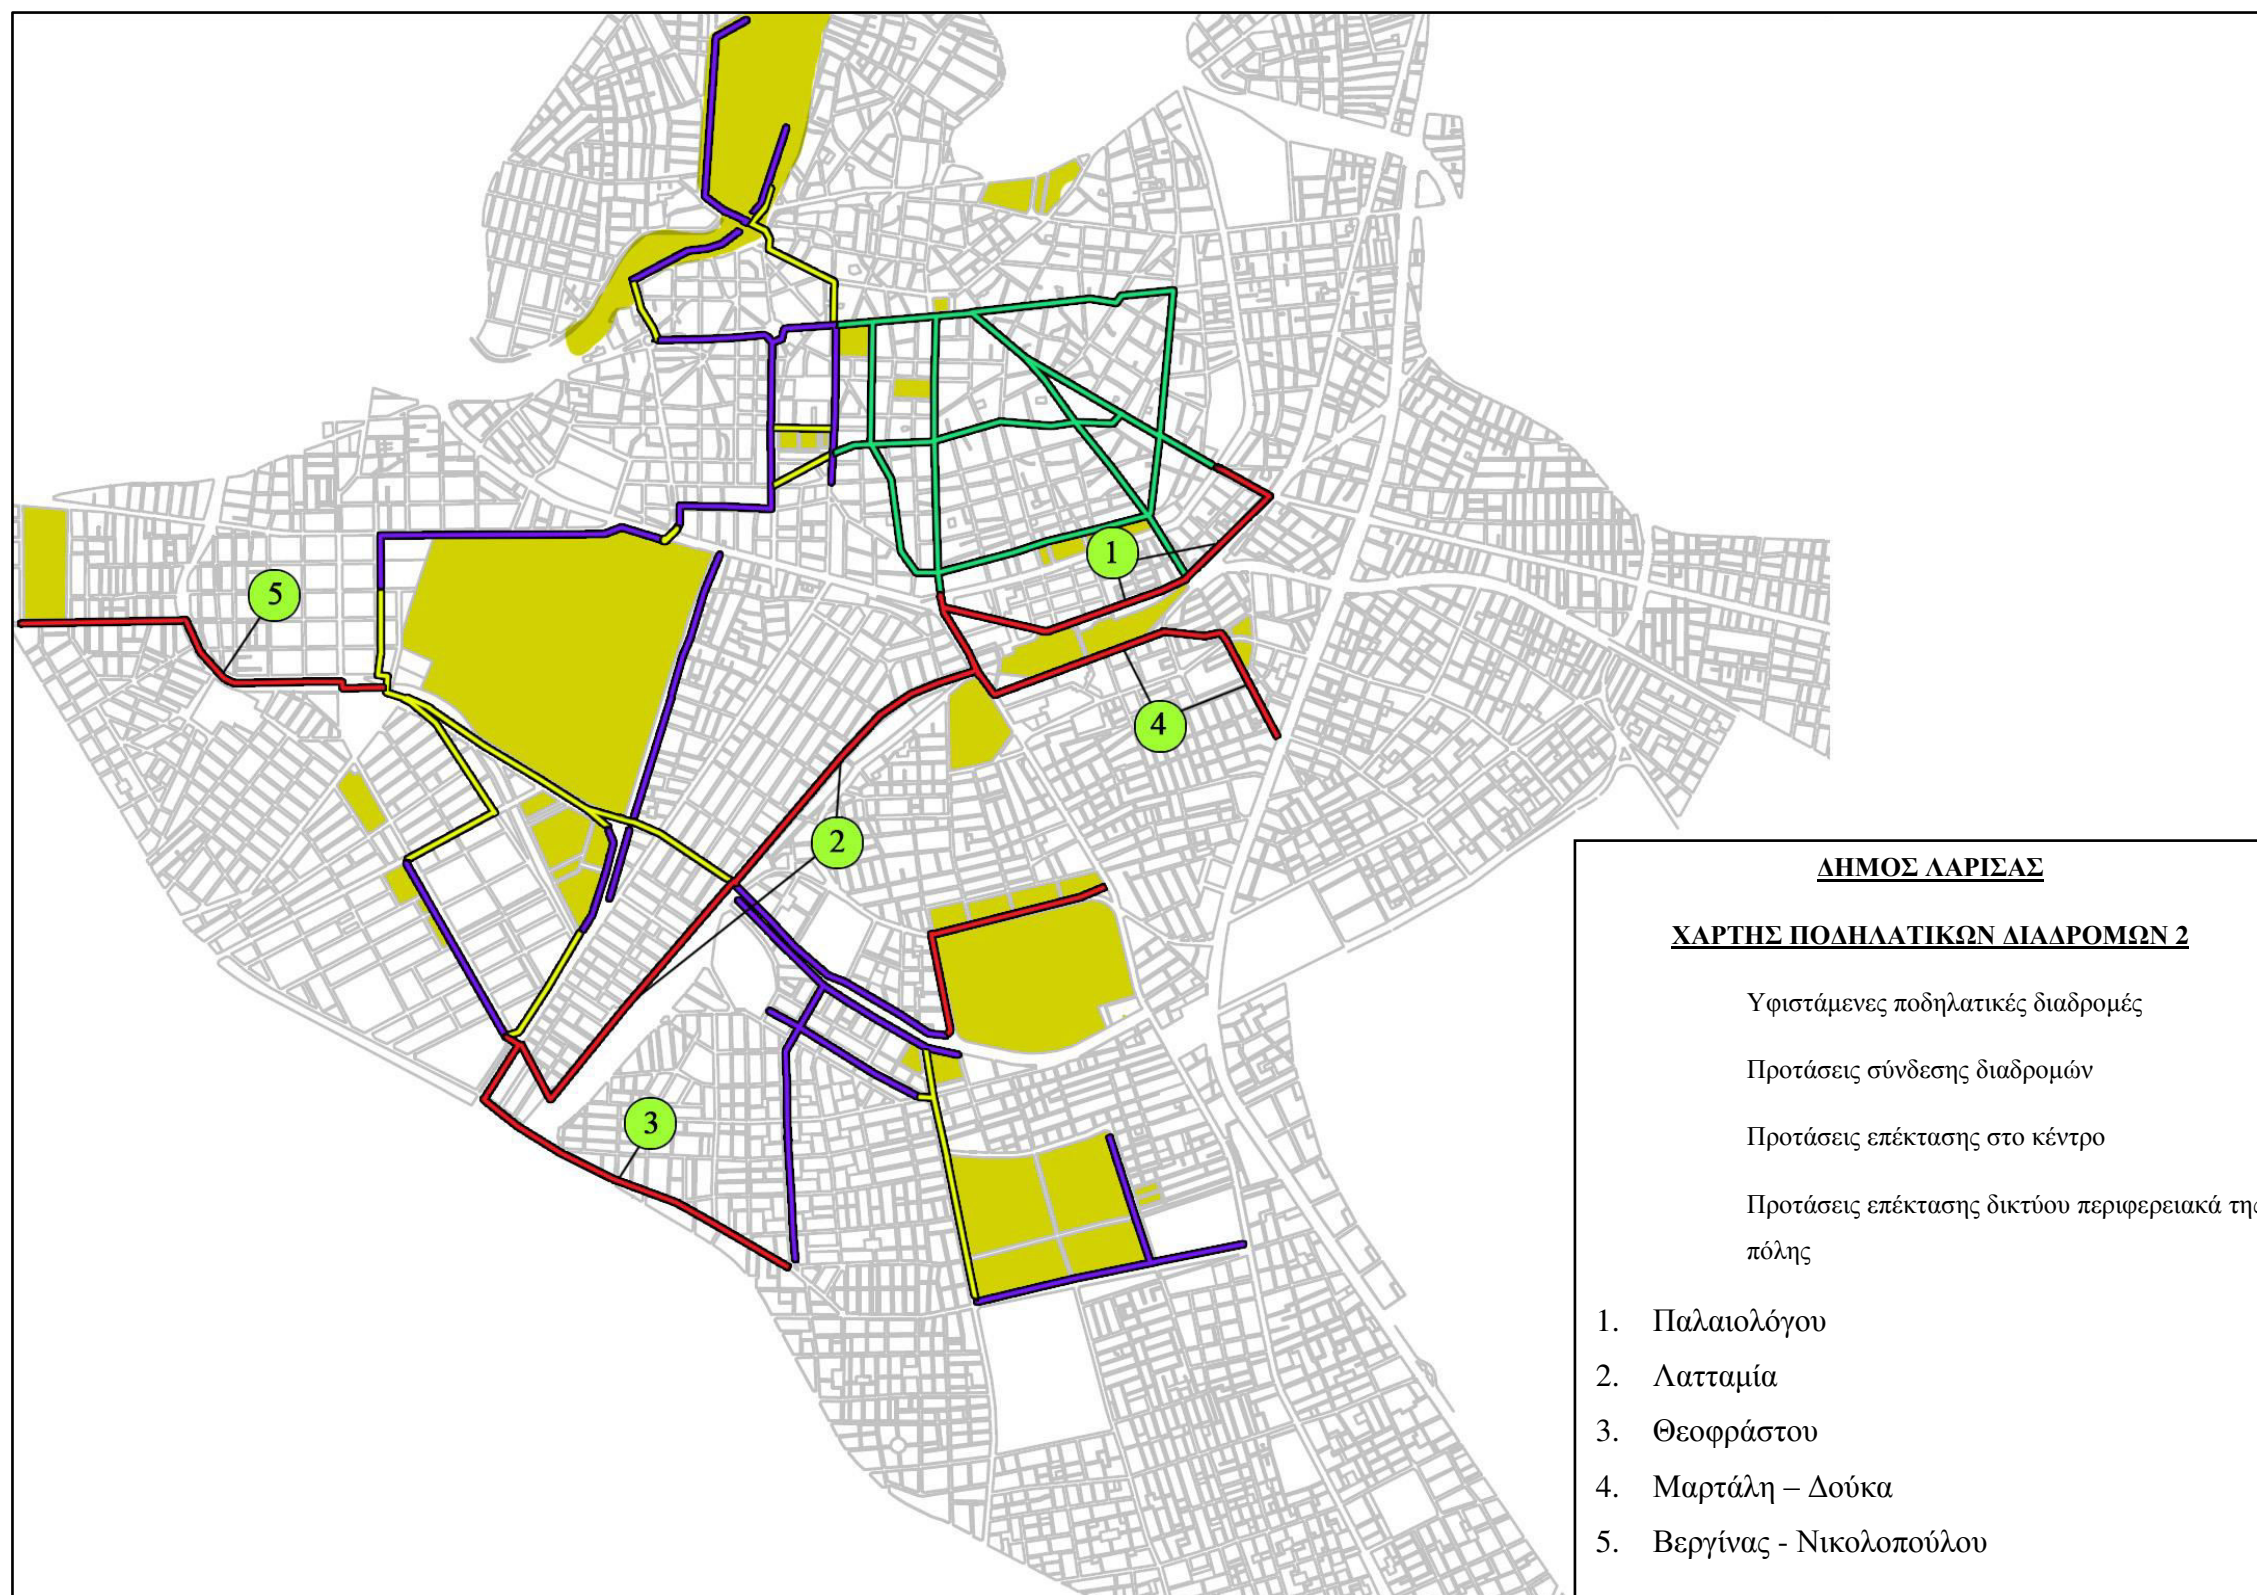 1
5
4
2
3
ΔΗΜΟΣ ΛΑΡΙΣΑΣ
ΧΑΡΤΗΣ ΠΟΔΗΛΑΤΙΚΩΝ ΔΙΑΔΡΟΜΩΝ 2
Υφιστάμενες ποδηλατικές διαδρομές
Προτάσεις σύνδεσης διαδρομών
Προτάσεις επέκτασης στο κέντρο
Προτάσεις επέκτασης δικτύου περιφερειακά της
πόλης
1. Παλαιολόγου
2. Λατταμία
3. Θεοφράστου
4. Μαρτάλη – Δούκα
5. Βεργίνας - Νικολοπούλου